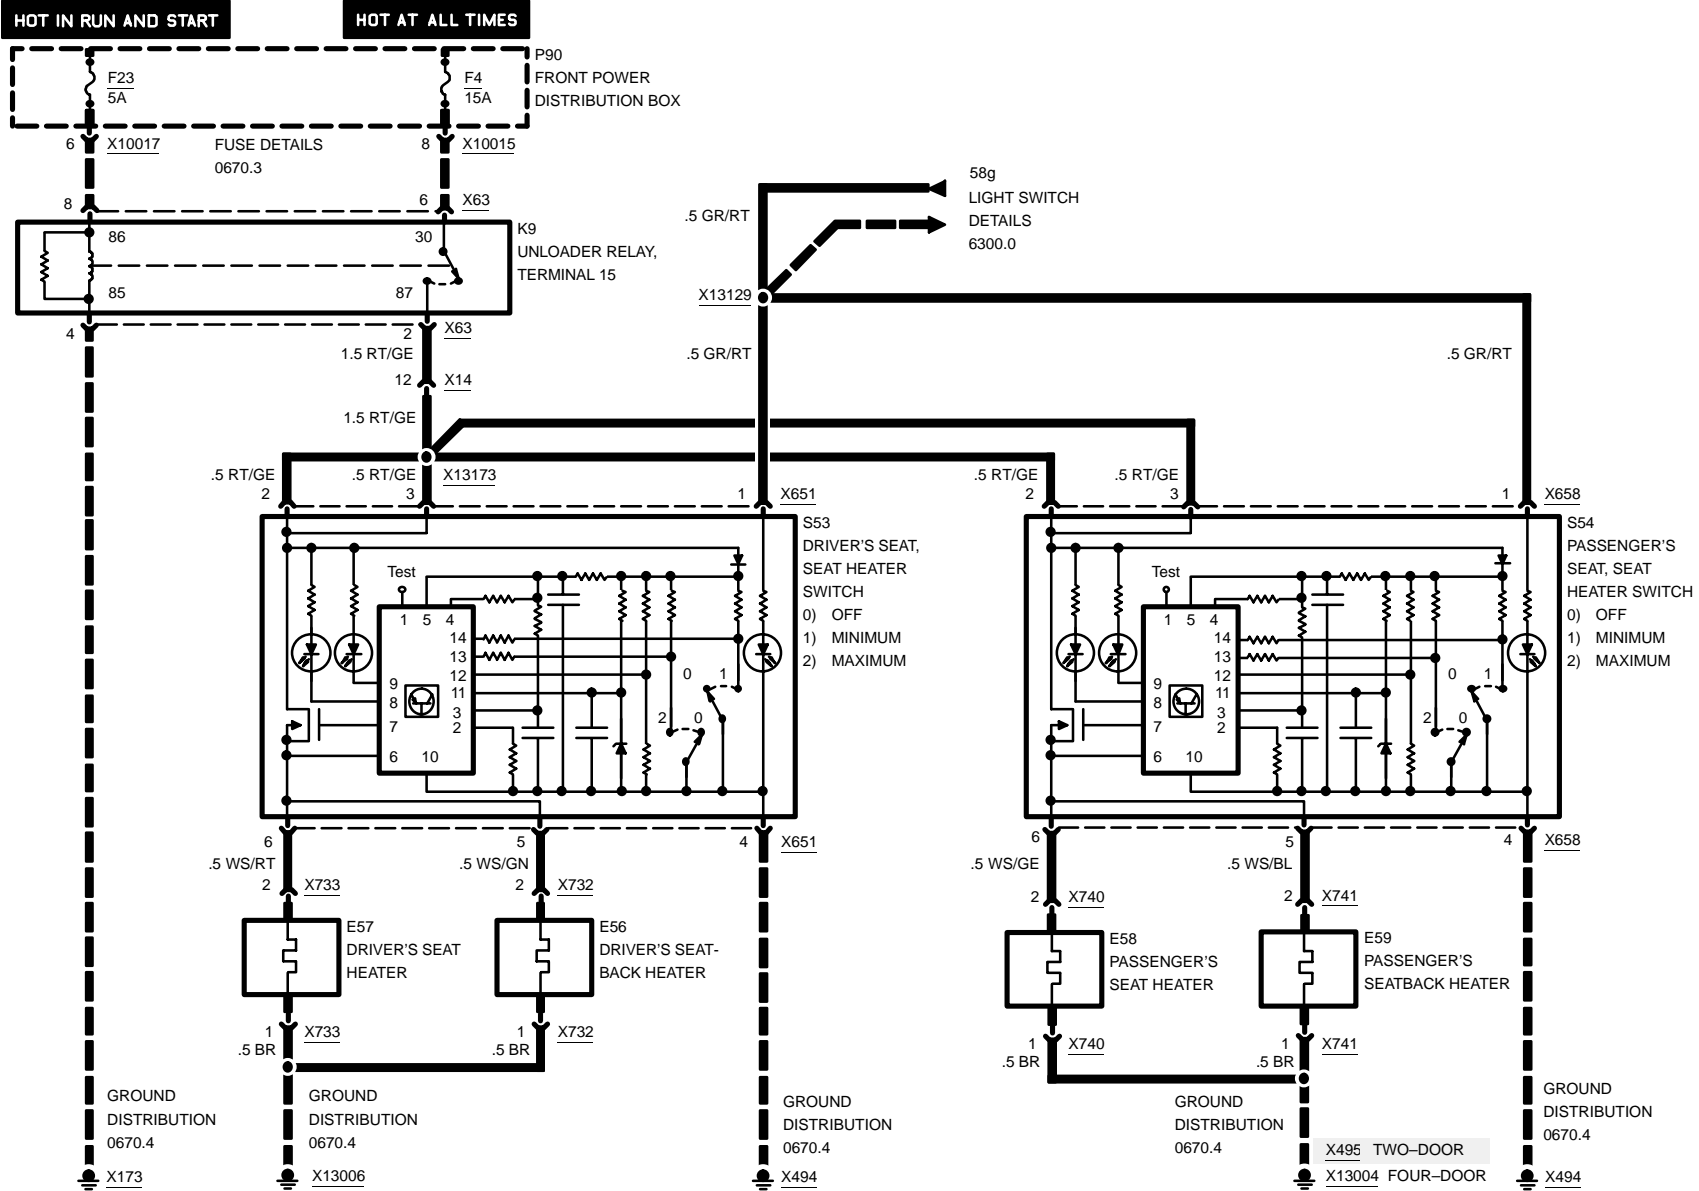 HOT IN RUN AND START
HOT AT ALL TIMES
P90
FRONT POWER
DISTRIBUTION BOX
F23
5A
F4
15A
6
X10017
FUSE DETAILS
0670.3
8
X10015
8
6
X63
K9
UNLOADER RELAY,
TERMINAL 15
86
30
85
87
4
2
X63
1.5 RT/GE
12
X14
1.5 RT/GE
58g
LIGHT SWITCH
DETAILS
6300.0
.5 GR/RT
X13129
.5 GR/RT
.5 GR/RT
.5 RT/GE
.5 RT/GE
X13173
.5 RT/GE
.5 RT/GE
2
3
1
X651
2
3
1
X658
S53
DRIVER'S SEAT,
SEAT HEATER
SWITCH
0) OFF
1) MINIMUM
2) MAXIMUM
Test
1 5 4
14
13
12
11
3
2
9
8
7
6
10
0
1
2
0
S54
PASSENGER'S
SEAT, SEAT
HEATER SWITCH
0) OFF
1) MINIMUM
2) MAXIMUM
Test
1 5 4
14
13
12
11
3
2
9
8
7
6
10
0
1
2
0
6
5
4
X651
6
5
4
X658
.5 WS/RT
.5 WS/GN
.5 WS/GE
.5 WS/BL
2
X733
2
X732
2
X740
2
X741
E57
DRIVER'S SEAT
HEATER
E56
DRIVER'S SEAT-
BACK HEATER
E58
PASSENGER'S
SEAT HEATER
E59
PASSENGER'S
SEATBACK HEATER
1
X733
.5 BR
1
X732
.5 BR
1
X740
.5 BR
1
X741
.5 BR
GROUND
DISTRIBUTION
0670.4
X173
GROUND
DISTRIBUTION
0670.4
X13006
GROUND
DISTRIBUTION
0670.4
X494
GROUND
DISTRIBUTION
0670.4
X495 TWO–DOOR
X13004 FOUR–DOOR
GROUND
DISTRIBUTION
0670.4
X494